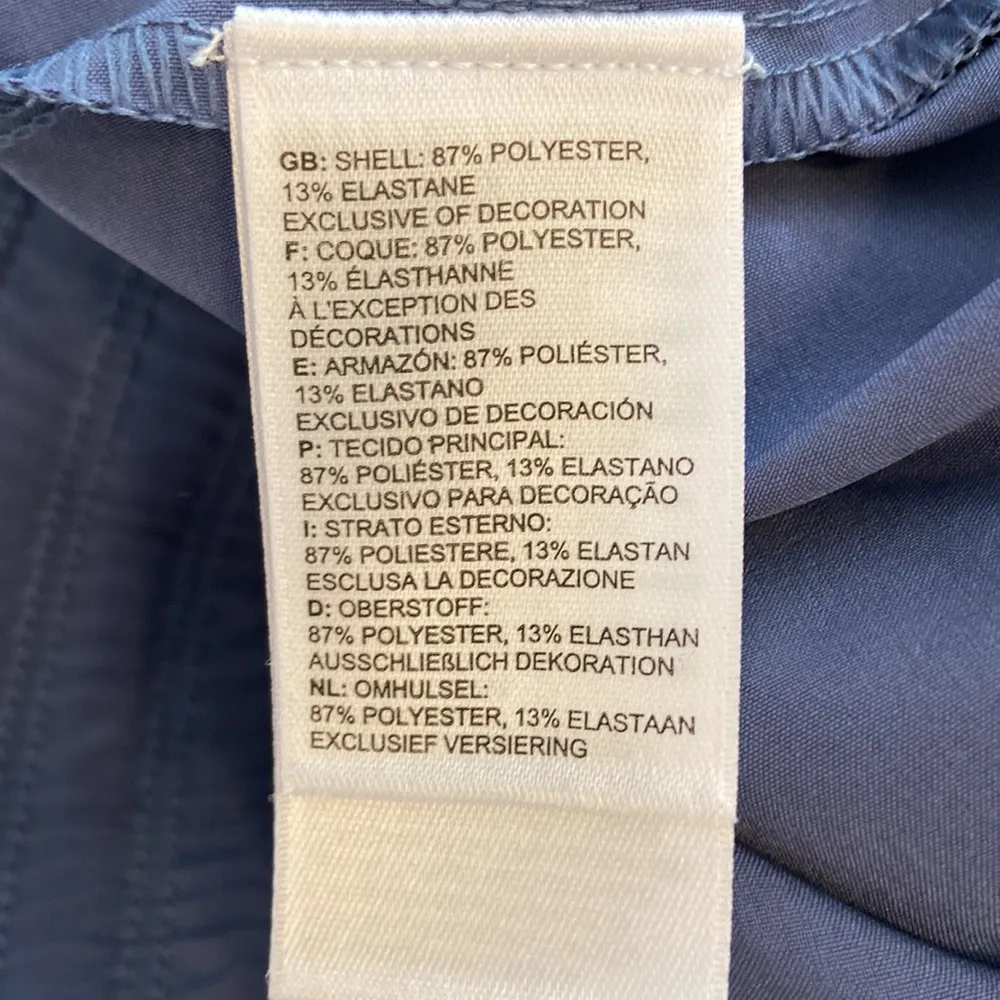 GB: SHELL: 87% POLYESTER,
13% ELASTANE
EXCLUSIVE OF DECORATION
F: COQUE: 87% POLYESTER,
13% ÉLASTHANNE
À L'EXCEPTION DES
DÉCORATIONS
E: ARMAZÓN: 87% POLIÉSTER,
13% ELASTANO
EXCLUSIVO DE DECORACIÓN
P: TECIDO PRINCIPAL:
87% POLIÉSTER, 13% ELASTANO
EXCLUSIVO PARA DECORAÇÃO
I: STRATO ESTERNO:
87% POLIESTERE, 13% ELASTAN
ESCLUSA LA DECORAZIONE
D: OBERSTOFF:
87% POLYESTER, 13% ELASTHAN
AUSSCHLIEßLICH DEKORATION
NL: OMHULSEL:
87% POLYESTER, 13% ELASTAAN
EXCLUSIEF VERSIERING